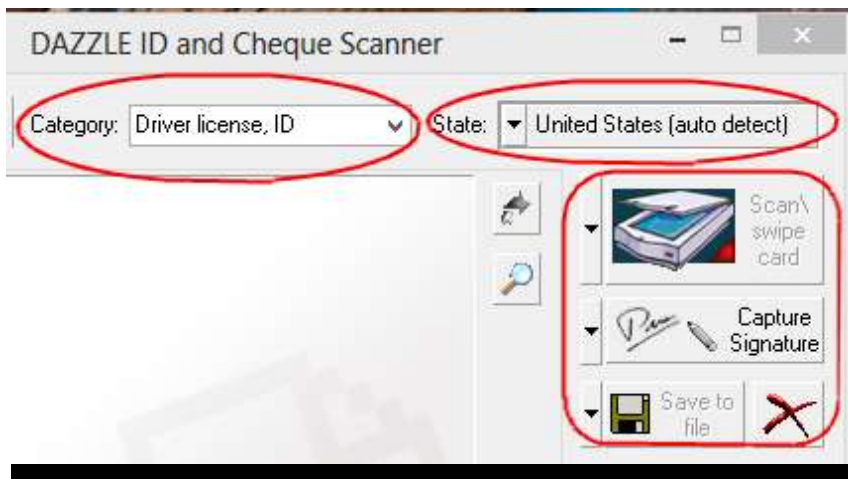 DAZZLE ID and Cheque Scanner
Category: Driver license, ID State: United States (auto detect)
Scan\
swipe
card
Capture
Signature
Save to
file